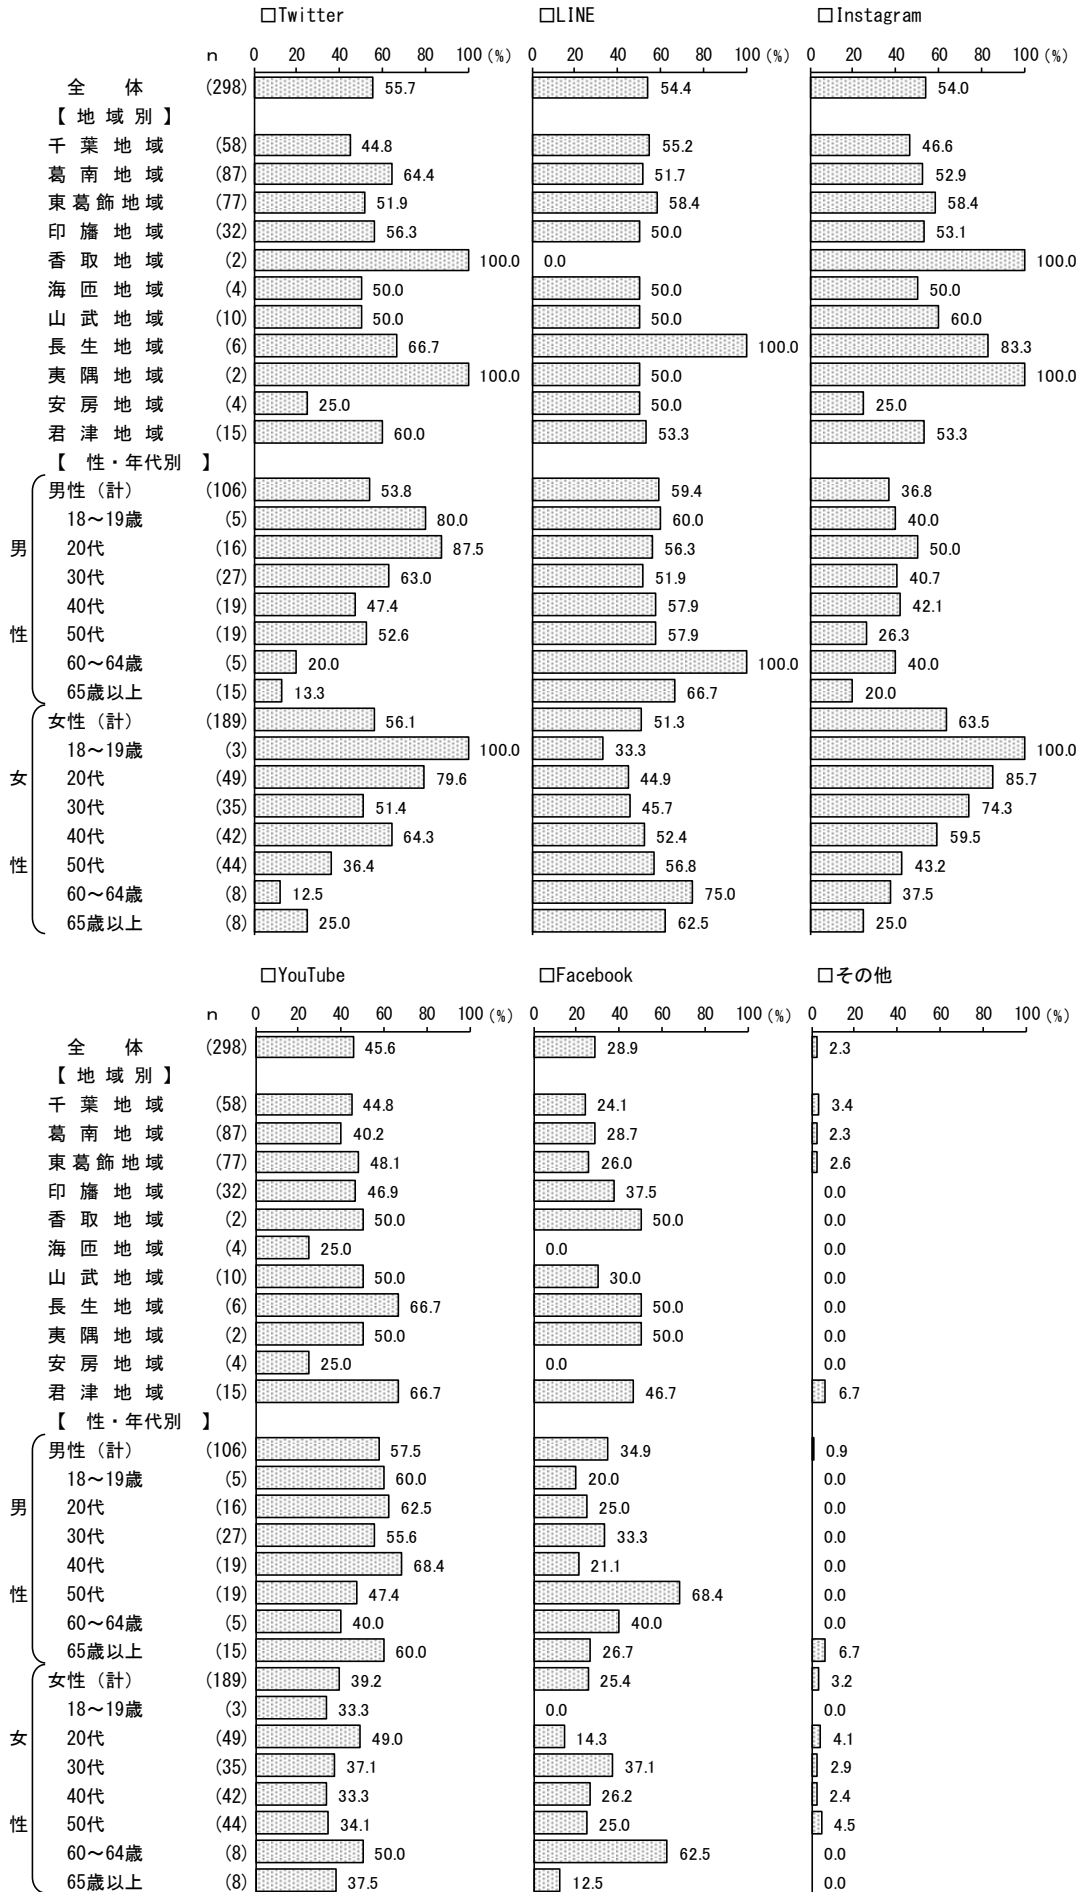 □Twitter □LINE □Instagram
n 0 20 40 60 80 100 (%) 0 20 40 60 80 100 (%) 0 20 40 60 80 100 (%)
全 体 (298) 55.7 54.4 54.0
【 地 域 別 】
千 葉 地 域 (58) 44.8 55.2 46.6
葛 南 地 域 (87) 64.4 51.7 52.9
東 葛 飾 地 域 (77) 51.9 58.4 58.4
印 旛 地 域 (32) 56.3 50.0 53.1
香 取 地 域 (2) 100.0 0.0 100.0
海 匝 地 域 (4) 50.0 50.0 50.0
山 武 地 域 (10) 50.0 50.0 60.0
長 生 地 域 (6) 66.7 100.0 83.3
夷 隅 地 域 (2) 100.0 50.0 100.0
安 房 地 域 (4) 25.0 50.0 25.0
君 津 地 域 (15) 60.0 53.3 53.3
【 性・年代別 】
男性（計） (106) 53.8 59.4 36.8
18～19歳 (5) 80.0 60.0 40.0
男 20代 (16) 87.5 56.3 50.0
30代 (27) 63.0 51.9 40.7
40代 (19) 47.4 57.9 42.1
性 50代 (19) 52.6 57.9 26.3
60～64歳 (5) 20.0 100.0 40.0
65歳以上 (15) 13.3 66.7 20.0
女性（計） (189) 56.1 51.3 63.5
18～19歳 (3) 100.0 33.3 100.0
女 20代 (49) 79.6 44.9 85.7
30代 (35) 51.4 45.7 74.3
40代 (42) 64.3 52.4 59.5
性 50代 (44) 36.4 56.8 43.2
60～64歳 (8) 12.5 75.0 37.5
65歳以上 (8) 25.0 62.5 25.0
□YouTube □Facebook □その他
n 0 20 40 60 80 100 (%) 0 20 40 60 80 100 (%) 0 20 40 60 80 100 (%)
全 体 (298) 45.6 28.9 2.3
【 地 域 別 】
千 葉 地 域 (58) 44.8 24.1 3.4
葛 南 地 域 (87) 40.2 28.7 2.3
東 葛 飾 地 域 (77) 48.1 26.0 2.6
印 旛 地 域 (32) 46.9 37.5 0.0
香 取 地 域 (2) 50.0 50.0 0.0
海 匝 地 域 (4) 25.0 0.0 0.0
山 武 地 域 (10) 50.0 30.0 0.0
長 生 地 域 (6) 66.7 50.0 0.0
夷 隅 地 域 (2) 50.0 50.0 0.0
安 房 地 域 (4) 25.0 0.0 0.0
君 津 地 域 (15) 66.7 46.7 6.7
【 性・年代別 】
男性（計） (106) 57.5 34.9 0.9
18～19歳 (5) 60.0 20.0 0.0
男 20代 (16) 62.5 25.0 0.0
30代 (27) 55.6 33.3 0.0
40代 (19) 68.4 21.1 0.0
性 50代 (19) 47.4 68.4 0.0
60～64歳 (5) 40.0 40.0 0.0
65歳以上 (15) 60.0 26.7 6.7
女性（計） (189) 39.2 25.4 3.2
18～19歳 (3) 33.3 0.0 0.0
女 20代 (49) 49.0 14.3 4.1
30代 (35) 37.1 37.1 2.9
40代 (42) 33.3 26.2 2.4
性 50代 (44) 34.1 25.0 4.5
60～64歳 (8) 50.0 62.5 0.0
65歳以上 (8) 37.5 12.5 0.0